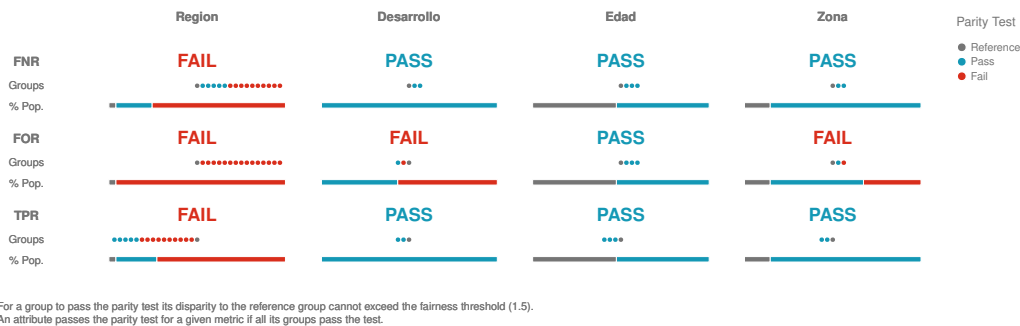 Region Desarrollo Edad Zona
Parity Test
Reference
Pass
Fail
FNR FAIL PASS PASS PASS
Groups
% Pop.
FOR FAIL FAIL PASS FAIL
Groups
% Pop.
TPR FAIL PASS PASS PASS
Groups
% Pop.
For a group to pass the parity test its disparity to the reference group cannot exceed the fairness threshold (1.5).
An attribute passes the parity test for a given metric if all its groups pass the test.